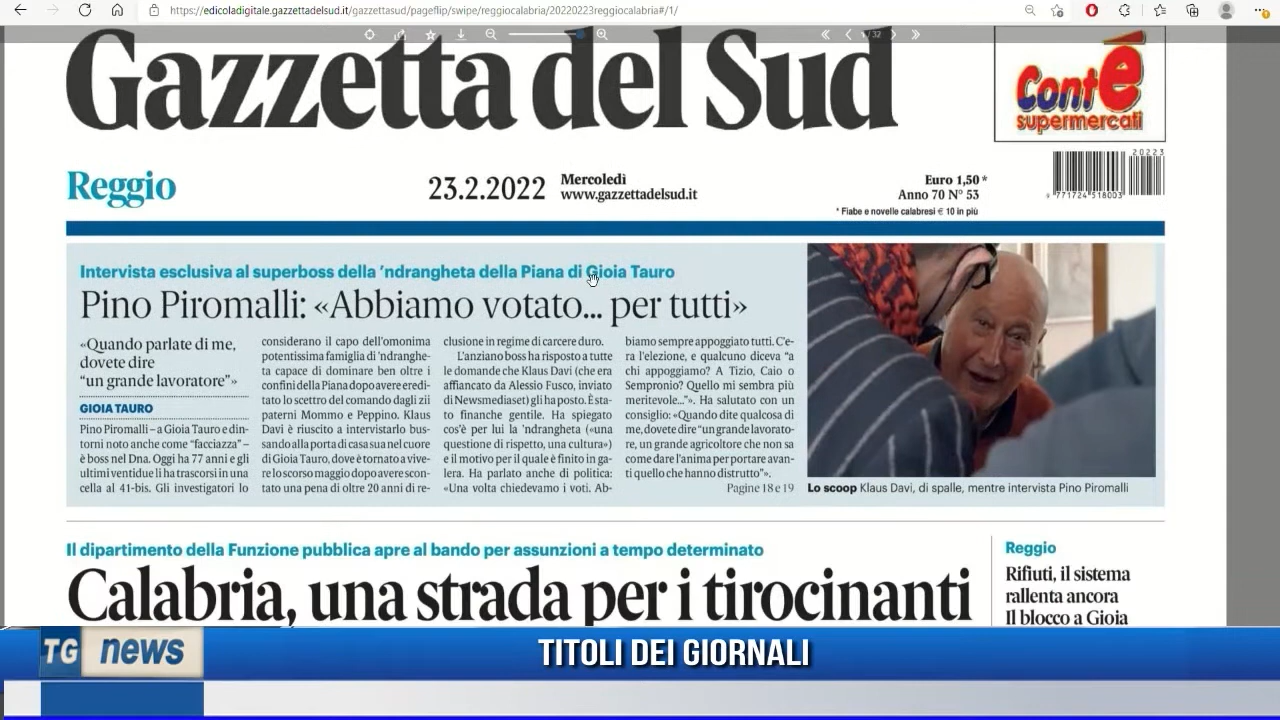 https://edicoladigitale.gazzettadelsud.it/gazzettasud/pageflip/swipe/reggiocalabria/20220223reggiocalabria#/1/
1/32
Gazzetta del Sud
Contè
supermercati
Reggio
23.2.2022
Mercoledì
www.gazzettadelsud.it
Euro 1,50 *
Anno 70 N° 53
* Fiabe e novelle calabresi € 10 in più
20223
9 771724 518003
Intervista esclusiva al superboss della ’ndrangheta della Piana di Gioia Tauro
Pino Piromalli: «Abbiamo votato... per tutti»
«Quando parlate di me,
dovete dire
“un grande lavoratore”»
GIOIA TAURO
Pino Piromalli – a Gioia Tauro e din-
torni noto anche come “facciazza” –
è boss nel Dna. Oggi ha 77 anni e gli
ultimi ventidue li ha trascorsi in una
cella al 41-bis. Gli investigatori lo
considerano il capo dell'omonima
potentissima famiglia di 'ndranghe-
ta capace di dominare ben oltre i
confini della Piana dopo avere eredi-
tato lo scettro del comando dagli zii
paterni Mommo e Peppino. Klaus
Davi è riuscito a intervistarlo bus-
sando alla porta di casa sua nel cuore
di Gioia Tauro, dov'è tornato a vive-
re lo scorso maggio dopo avere scon-
tato una pena di oltre 20 anni di re-
clusione in regime di carcere duro.
L'anziano boss ha risposto a tutte
le domande che Klaus Davi (che era
affiancato da Alessio Fusco, inviato
di Newsmediaset) gli ha posto. È sta-
to finanche gentile. Ha spiegato
cos'è per lui la 'ndrangheta («una
questione di rispetto, una cultura»)
e il motivo per il quale è finito in ga-
lera. Ha parlato anche di politica:
«Una volta chiedevamo i voti. Ab-
biamo sempre appoggiato tutti. C'e-
ra l'elezione, e qualcuno diceva “a
chi appoggiamo? A Tizio, Caio o
Sempronio? Quello mi sembra più
meritevole...”». Ha salutato con un
consiglio: «Quando dite qualcosa di
me, dovete dire “un grande lavorato-
re, un grande agricoltore che non sa
come dare l'anima per portare avan-
ti quello che hanno distrutto”».
Pagine 18 e 19
Lo scoop Klaus Davi, di spalle, mentre intervista Pino Piromalli
Il dipartimento della Funzione pubblica apre al bando per assunzioni a tempo determinato
Calabria, una strada per i tirocinanti
Reggio
Rifiuti, il sistema
rallenta ancora
Il blocco a Gioia
TG news
TITOLI DEI GIORNALI